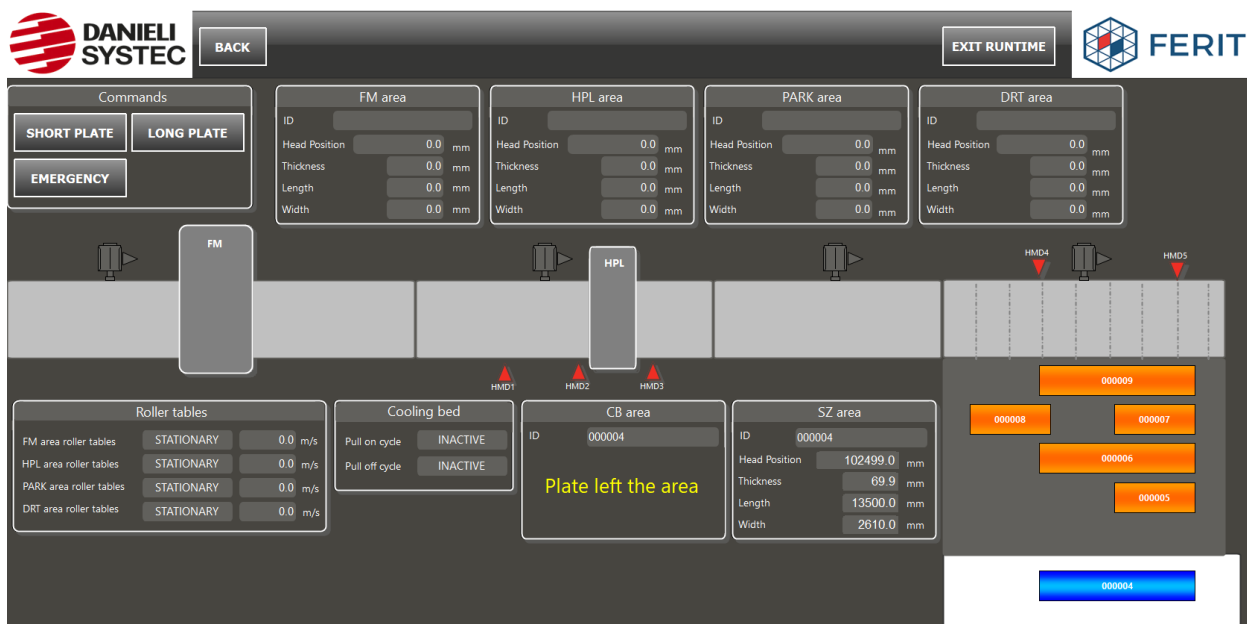 DANIELI
SYSTEC
BACK
EXIT RUNTIME
FERIT
Commands
SHORT PLATE
LONG PLATE
EMERGENCY
FM area
ID
Head Position 0.0 mm
Thickness 0.0 mm
Length 0.0 mm
Width 0.0 mm
HPL area
ID
Head Position 0.0 mm
Thickness 0.0 mm
Length 0.0 mm
Width 0.0 mm
PARK area
ID
Head Position 0.0 mm
Thickness 0.0 mm
Length 0.0 mm
Width 0.0 mm
DRT area
ID
Head Position 0.0 mm
Thickness 0.0 mm
Length 0.0 mm
Width 0.0 mm
FM
HPL
HMD4
HMD5
HMD1
HMD2
HMD3
Roller tables
FM area roller tables STATIONARY 0.0 m/s
HPL area roller tables STATIONARY 0.0 m/s
PARK area roller tables STATIONARY 0.0 m/s
DRT area roller tables STATIONARY 0.0 m/s
Cooling bed
Pull on cycle INACTIVE
Pull off cycle INACTIVE
CB area
ID 000004
Plate left the area
SZ area
ID 000004
Head Position 102499.0 mm
Thickness 69.9 mm
Length 13500.0 mm
Width 2610.0 mm
000009
000008
000007
000006
000005
000004